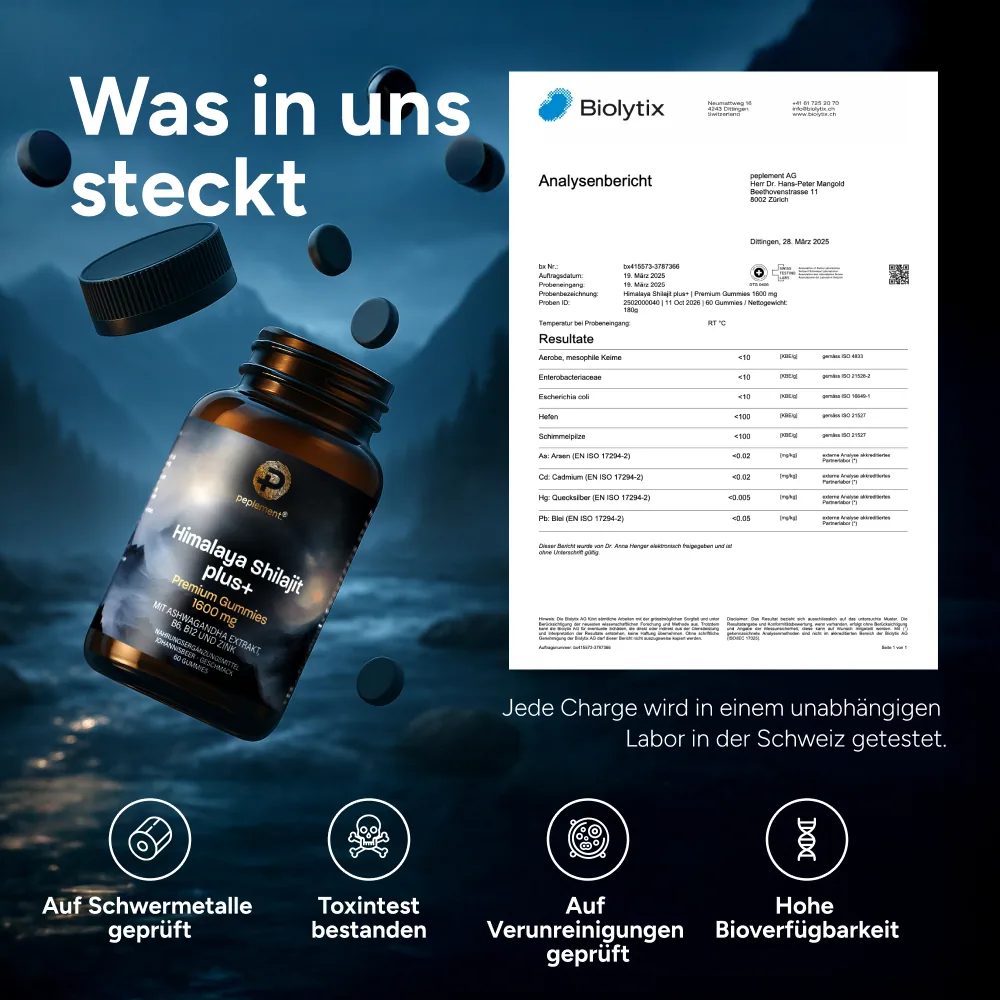 Was in uns
steckt
peplement®
Himalaya Shilajit
plus+
Premium Gummies
1600 mg
MIT ASHWAGANDHA EXTRAKT,
B6, B12 UND ZINK
NAHRUNGSERGÄNZUNGSMITTEL
JOHANNISBEER - GESCHMACK
60 GUMMIES
Biolytix
Neumattweg 16
4243 Dittingen
Switzerland
+41 61 725 20 70
info@biolytix.ch
www.biolytix.ch
Analysenbericht
peplement AG
Herr Dr. Hans-Peter Mangold
Beethovenstrasse 11
8002 Zürich
Dittingen, 28. März 2025
bx Nr.: bx415573-3787366
Auftragsdatum: 19. März 2025
Probeneingang: 19. März 2025
Probenbezeichnung: Himalaya Shilajit plus+ | Premium Gummies 1600 mg
Proben ID: 2502000040 | 11 Oct 2026 | 60 Gummies / Nettogewicht:
180g
Temperatur bei Probeneingang: RT °C
Resultate
Aerobe, mesophile Keime <10 [KBE/g] gemäss ISO 4833
Enterobacteriaceae <10 [KBE/g] gemäss ISO 21528-2
Escherichia coli <10 [KBE/g] gemäss ISO 16649-1
Hefen <100 [KBE/g] gemäss ISO 21527
Schimmelpilze <100 [KBE/g] gemäss ISO 21527
As: Arsen (EN ISO 17294-2) <0.02 [mg/kg] externe Analyse akkreditiertes
Partnerlabor (*)
Cd: Cadmium (EN ISO 17294-2) <0.02 [mg/kg] externe Analyse akkreditiertes
Partnerlabor (*)
Hg: Quecksilber (EN ISO 17294-2) <0.005 [mg/kg] externe Analyse akkreditiertes
Partnerlabor (*)
Pb: Blei (EN ISO 17294-2) <0.05 [mg/kg] externe Analyse akkreditiertes
Partnerlabor (*)
Dieser Bericht wurde von Dr. Anna Henger elektronisch freigegeben und ist
ohne Unterschrift gültig.
Auftragsnummer: bx415573-3787366
Seite 1 von 1
Jede Charge wird in einem unabhängigen
Labor in der Schweiz getestet.
Auf Schwermetalle
geprüft
Toxintest
bestanden
Auf
Verunreinigungen
geprüft
Hohe
Bioverfügbarkeit